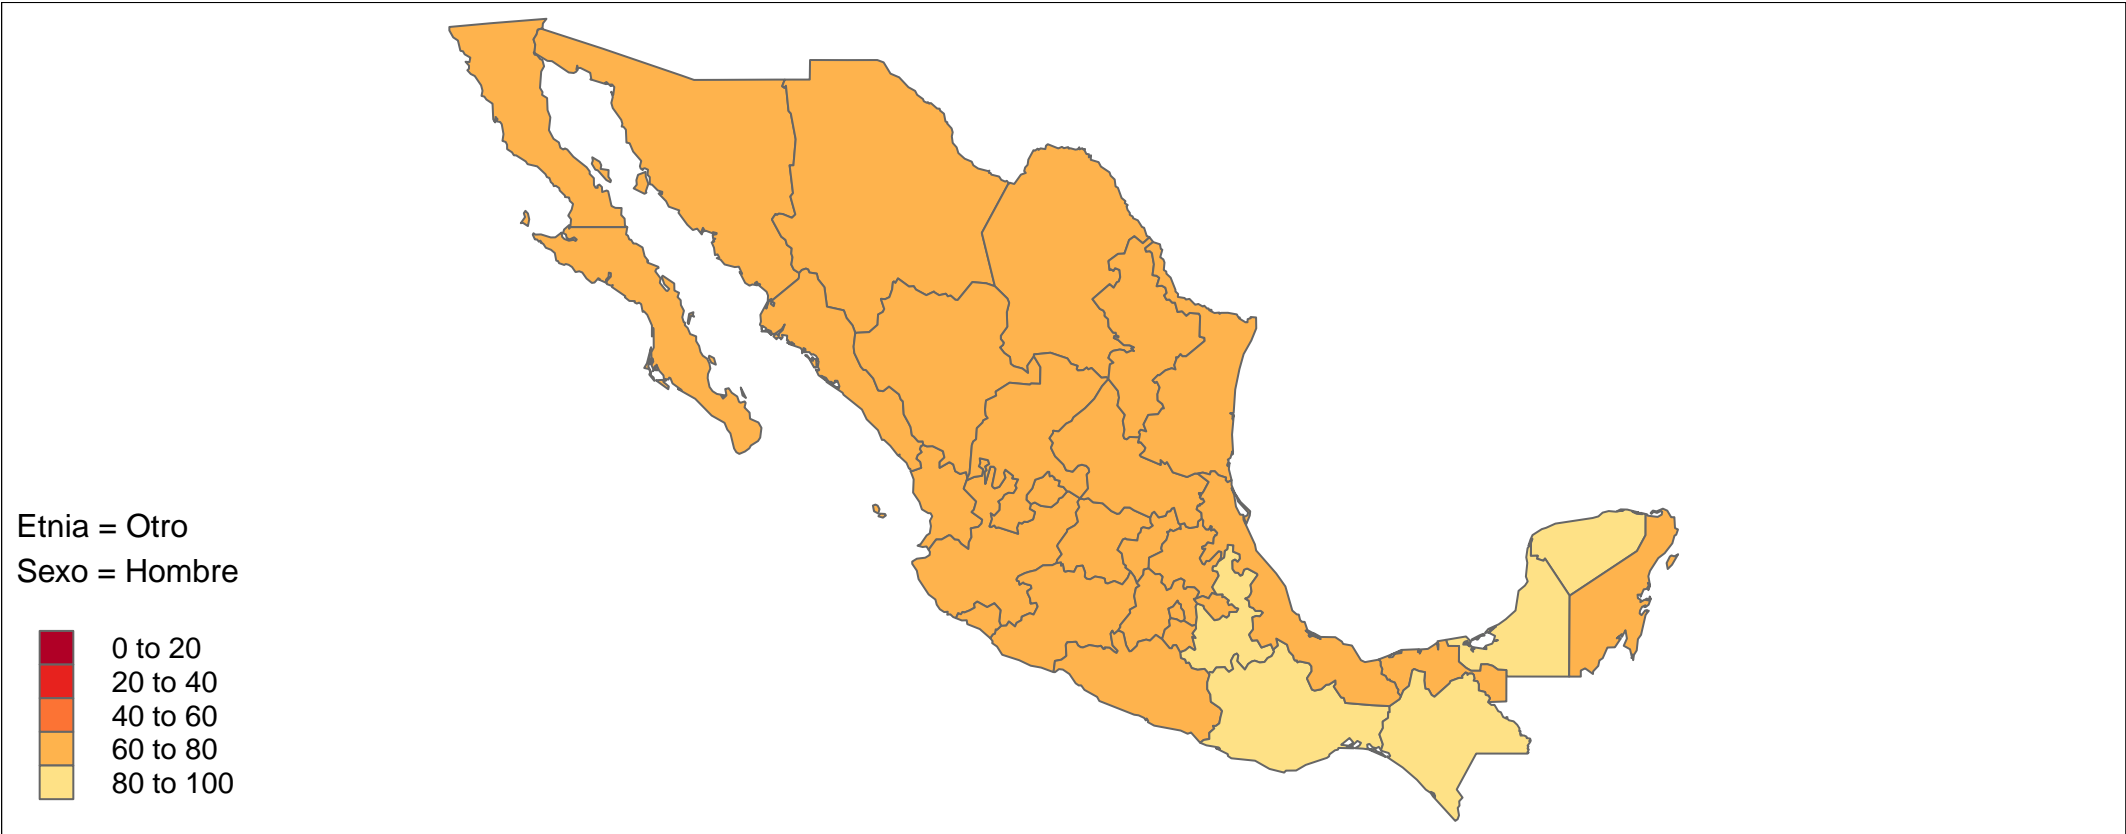 Etnia = Otro
Sexo = Hombre
0 to 20
20 to 40
40 to 60
60 to 80
80 to 100